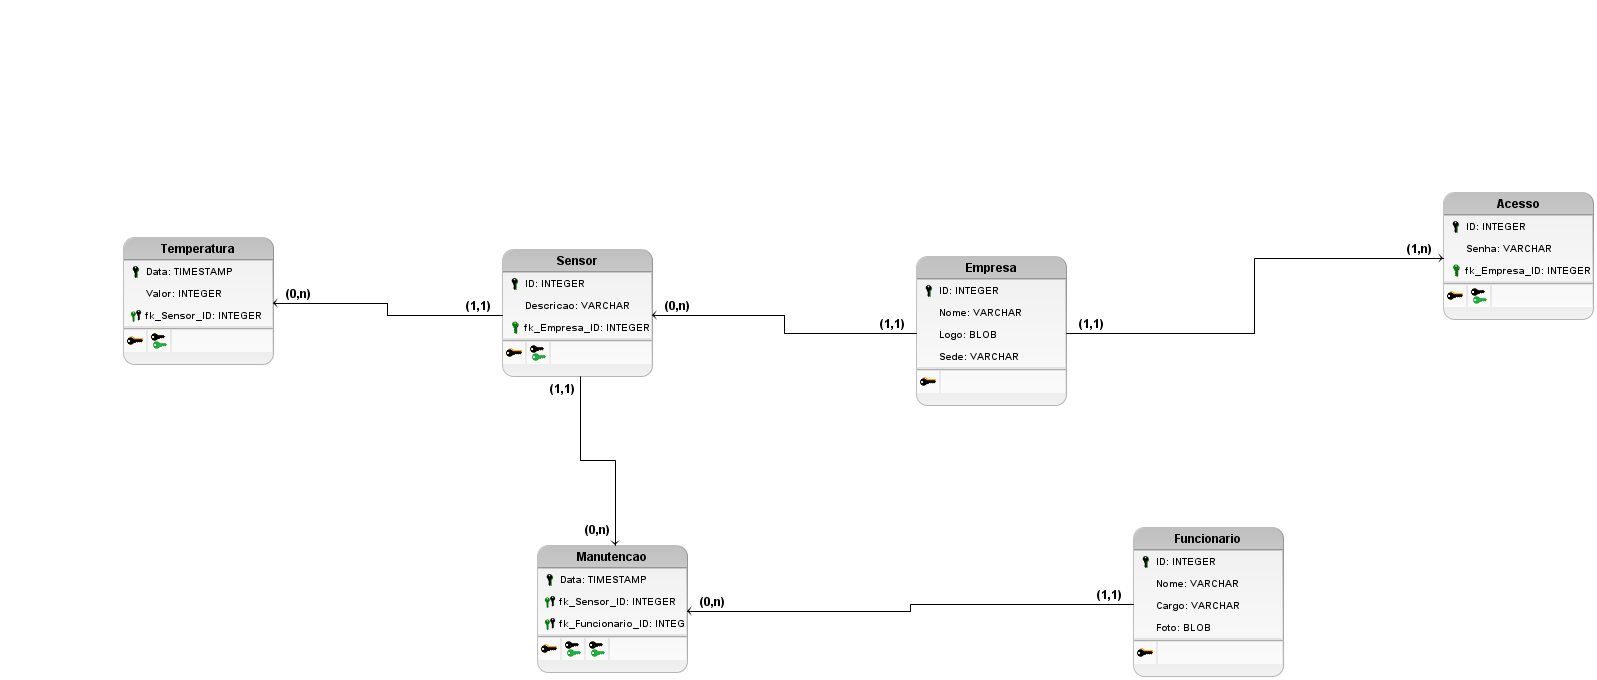 Acesso
ID: INTEGER
Senha: VARCHAR
fk_Empresa_ID: INTEGER
Temperatura
Data: TIMESTAMP
Valor: INTEGER
fk_Sensor_ID: INTEGER
(0,n)
(1,1)
Sensor
ID: INTEGER
Descricao: VARCHAR
fk_Empresa_ID: INTEGER
(0,n)
(1,1)
Empresa
ID: INTEGER
Nome: VARCHAR
Logo: BLOB
Sede: VARCHAR
(1,1)
(1,n)
(1,1)
(0,n)
Manutencao
Data: TIMESTAMP
fk_Sensor_ID: INTEGER
fk_Funcionario_ID: INTEG
(0,n)
(1,1)
Funcionario
ID: INTEGER
Nome: VARCHAR
Cargo: VARCHAR
Foto: BLOB